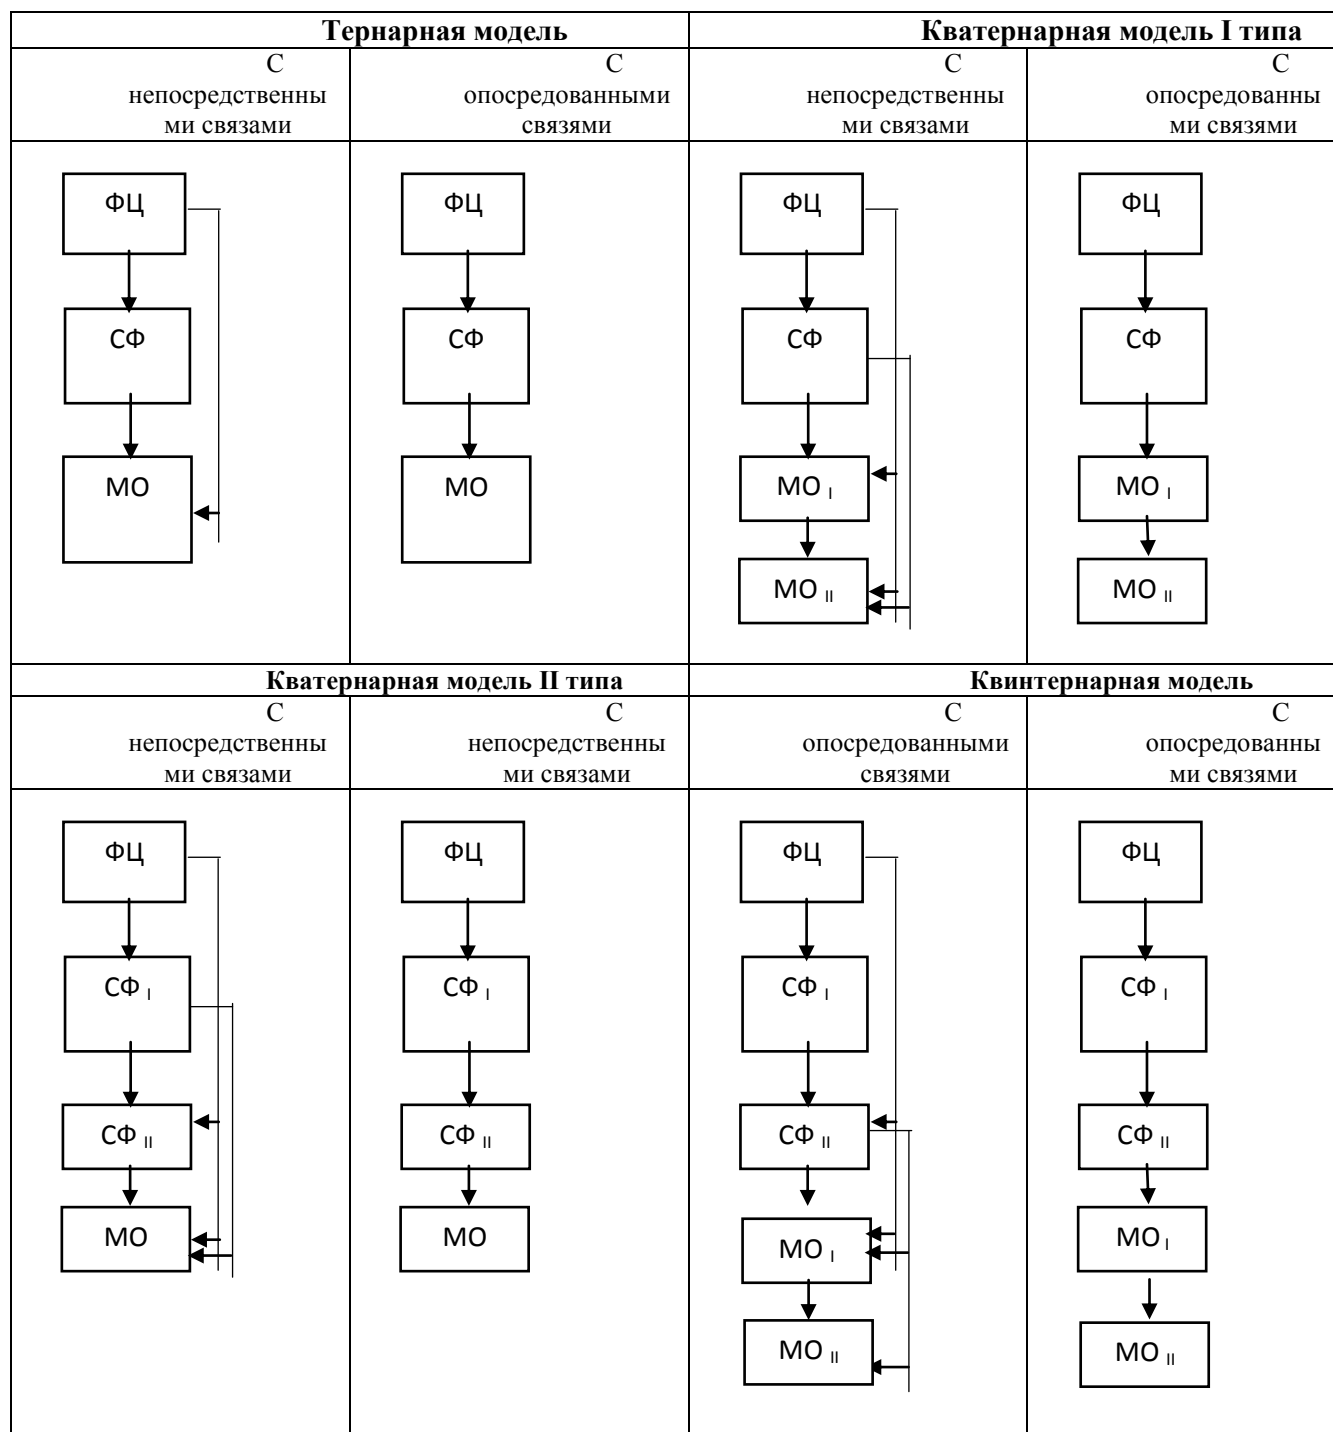 Тернарная модель
Кватернарная модель I типа
С
непосредственны
ми связами
С
опосредованными
связями
С
непосредственны
ми связами
С
опосредованны
ми связями
ФЦ
СФ
МО
ФЦ
СФ
МО
ФЦ
СФ
МО I
МО II
ФЦ
СФ
МО I
МО II
Кватернарная модель II типа
Квинтернарная модель
С
непосредственны
ми связами
С
непосредственны
ми связами
С
опосредованными
связями
С
опосредованны
ми связями
ФЦ
СФ I
СФ II
МО
ФЦ
СФ I
СФ II
МО
ФЦ
СФ I
СФ II
МО I
МО II
ФЦ
СФ I
СФ II
МО I
МО II